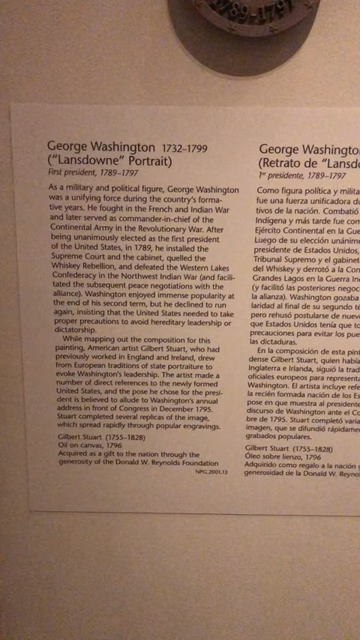 1789-1797
George Washington 1732–1799
("Lansdowne" Portrait)
First president, 1789–1797
As a military and political figure, George Washington
was a unifying force during the country's forma-
tive years. He fought in the French and Indian War
and later served as commander-in-chief of the
Continental Army in the Revolutionary War. After
being unanimously elected as the first president
of the United States, in 1789, he installed the
Supreme Court and the cabinet, quelled the
Whiskey Rebellion, and defeated the Western Lakes
Confederacy in the Northwest Indian War (and facili-
tated the subsequent peace negotiations with the
alliance). Washington enjoyed immense popularity at
the end of his second term, but he declined to run
again, insisting that the United States needed to take
proper precautions to avoid hereditary leadership or
dictatorship.
While mapping out the composition for this
painting, American artist Gilbert Stuart, who had
previously worked in England and Ireland, drew
from European traditions of state portraiture to
evoke Washington's leadership. The artist made a
number of direct references to the newly formed
United States, and the pose he chose for the presi-
dent is believed to allude to Washington's annual
address in front of Congress in December 1795.
Stuart completed several replicas of the image,
which spread rapidly through popular engravings.
Gilbert Stuart (1755–1828)
Oil on canvas, 1796
Acquired as a gift to the nation through the
generosity of the Donald W. Reynolds Foundation
NPG.2001.13
George Washingto
(Retrato de "Lansd
1er presidente, 1789–1797
Como figura política y milita
fue una fuerza unificadora du
tivos de la nación. Combatió
Indígena y más tarde fue com
Ejército Continental en la Gue
Luego de su elección unánim
presidente de Estados Unidos,
Tribunal Supremo y el gabinet
del Whiskey y derrotó a la Con
Grandes Lagos en la Guerra In
(y facilitó las posteriores negoc
la alianza). Washington gozaba
laridad al final de su segundo té
pero rehusó postularse de nuev
que Estados Unidos tenía que to
precauciones para evitar los pue
las dictaduras.
En la composición de esta pint
dense Gilbert Stuart, quien había
Inglaterra e Irlanda, siguió la trad
oficiales europeos para representa
Washington. El artista incluye refe
la recién formada nación de los Es
pose en que muestra al presidente
discurso de Washington ante el Co
bre de 1795. Stuart completó varia
imagen, que se difundió rápidame
grabados populares.
Gilbert Stuart (1755–1828)
Óleo sobre lienzo, 1796
Adquirido como regalo a la nación
generosidad de la Donald W. Reyno